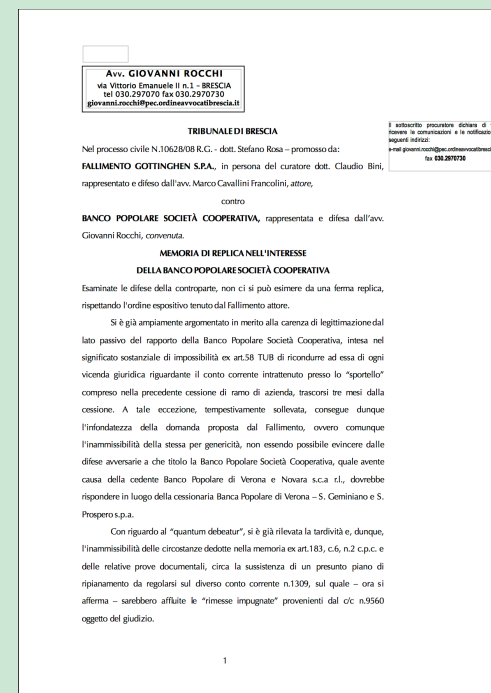 AVV. GIOVANNI ROCCHI
via Vittorio Emanuele II n.1 – BRESCIA
tel 030.297070 fax 030.2970730
giovanni.rocchi@pec.ordineavvocatibrescia.it
Il sottoscritto procuratore dichiara di
ricevere le comunicazioni e le notificazio
seguenti indirizzi:
e-mail giovanni.rocchi@pec.ordineavvocatibresci
fax 030.2970730
TRIBUNALE DI BRESCIA
Nel processo civile N.10628/08 R.G. - dott. Stefano Rosa – promosso da:
FALLIMENTO GOTTINGHEN S.P.A., in persona del curatore dott. Claudio Bini,
rappresentato e difeso dall'avv. Marco Cavallini Francolini, attore,
contro
BANCO POPOLARE SOCIETÀ COOPERATIVA, rappresentata e difesa dall'avv.
Giovanni Rocchi, convenuta.
MEMORIA DI REPLICA NELL'INTERESSE
DELLA BANCO POPOLARE SOCIETÀ COOPERATIVA
Esaminate le difese della controparte, non ci si può esimere da una ferma replica,
rispettando l'ordine espositivo tenuto dal Fallimento attore.
Si è già ampiamente argomentato in merito alla carenza di legittimazione dal
lato passivo del rapporto della Banco Popolare Società Cooperativa, intesa nel
significato sostanziale di impossibilità ex art.58 TUB di ricondurre ad essa di ogni
vicenda giuridica riguardante il conto corrente intrattenuto presso lo "sportello"
compreso nella precedente cessione di ramo di azienda, trascorsi tre mesi dalla
cessione. A tale eccezione, tempestivamente sollevata, consegue dunque
l'infondatezza della domanda proposta dal Fallimento, ovvero comunque
l'inammissibilità della stessa per genericità, non essendo possibile evincere dalle
difese avversarie a che titolo la Banco Popolare Società Cooperativa, quale avente
causa della cedente Banco Popolare di Verona e Novara s.c.a r.l., dovrebbe
rispondere in luogo della cessionaria Banca Popolare di Verona – S. Geminiano e S.
Prospero s.p.a.
Con riguardo al "quantum debeatur", si è già rilevata la tardività e, dunque,
l'inammissibilità delle circostanze dedotte nella memoria ex art.183, c.6, n.2 c.p.c. e
delle relative prove documentali, circa la sussistenza di un presunto piano di
ripianamento da regolarsi sul diverso conto corrente n.1309, sul quale – ora si
afferma – sarebbero affluite le "rimesse impugnate" provenienti dal c/c n.9560
oggetto del giudizio.
1